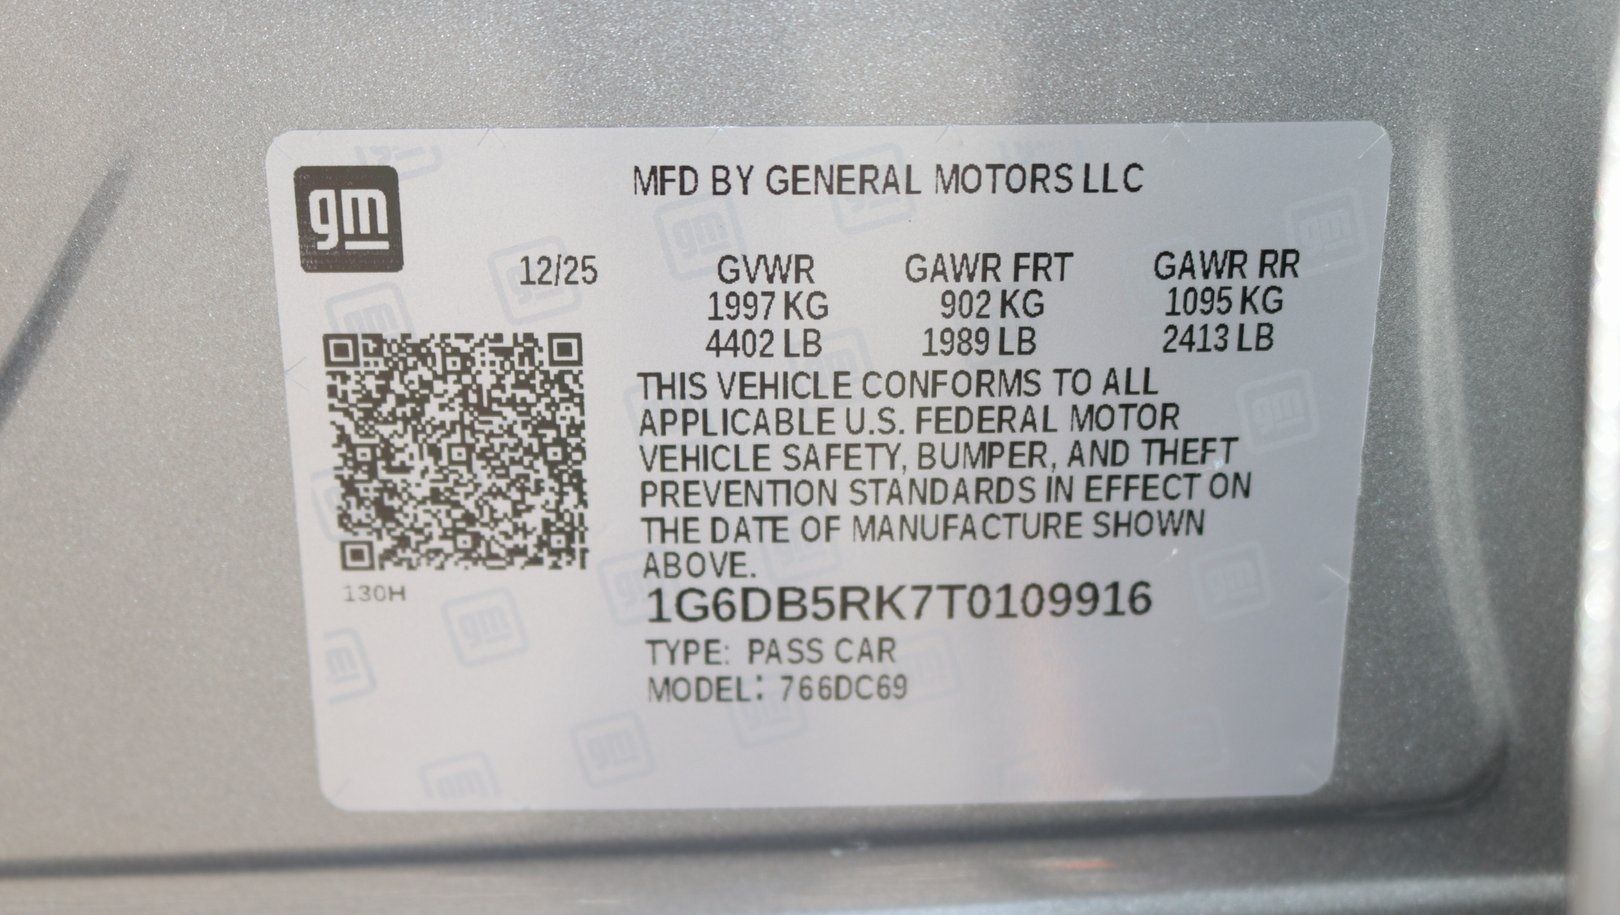 gm
MFD BY GENERAL MOTORS LLC
12/25 GVWR GAWR FRT GAWR RR
1997 KG 902 KG 1095 KG
4402 LB 1989 LB 2413 LB
THIS VEHICLE CONFORMS TO ALL
APPLICABLE U.S. FEDERAL MOTOR
VEHICLE SAFETY, BUMPER, AND THEFT
PREVENTION STANDARDS IN EFFECT ON
THE DATE OF MANUFACTURE SHOWN
ABOVE.
130H
1G6DB5RK7T0109916
TYPE: PASS CAR
MODEL: 766DC69